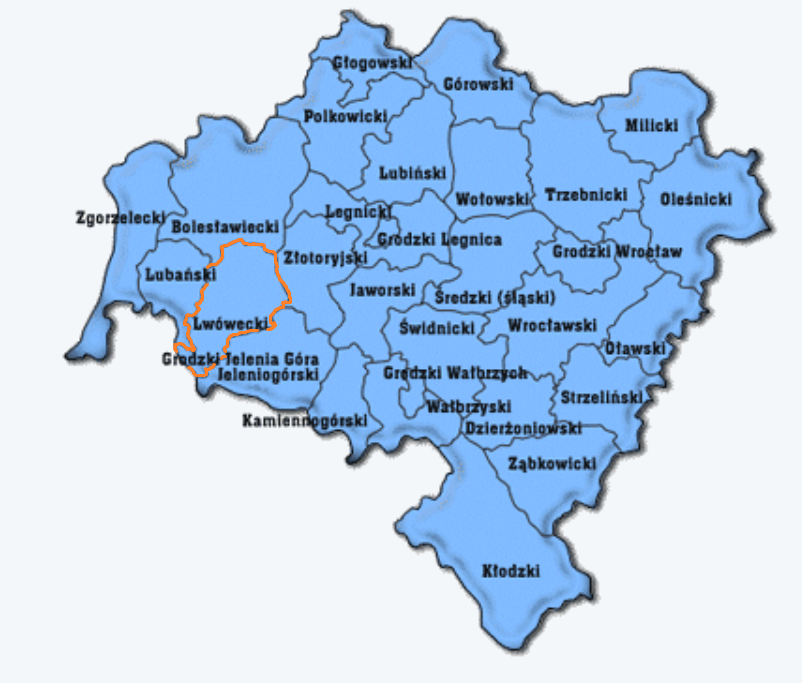 Głogowski
Górowski
Polkowicki
Milicki
Lubiński
Wołowski
Trzebnicki
Oleśnicki
Zgorzelecki
Bolesławiecki
Legnicki
Grodzki Legnica
Złotoryjski
Grodzki Wrocław
Lubański
Jaworski
Średzki (śląski)
Lwówecki
Świdnicki
Wrocławski
Oławski
Grodzki Jelenia Góra
Jeleniogórski
Grodzki Wałbrzych
Strzeliński
Wałbrzyski
Kamiennogórski
Dzierżoniowski
Ząbkowicki
Kłodzki